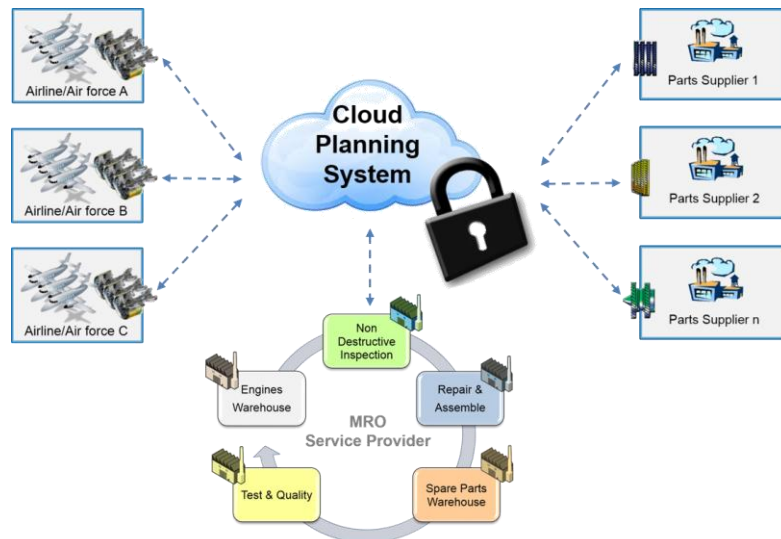 Airline/Air force A
Airline/Air force B
Airline/Air force C
Cloud
Planning
System
Parts Supplier 1
Parts Supplier 2
Parts Supplier n
Non
Destructive
Inspection
Engines
Warehouse
Repair &
Assemble
MRO
Service Provider
Test & Quality
Spare Parts
Warehouse